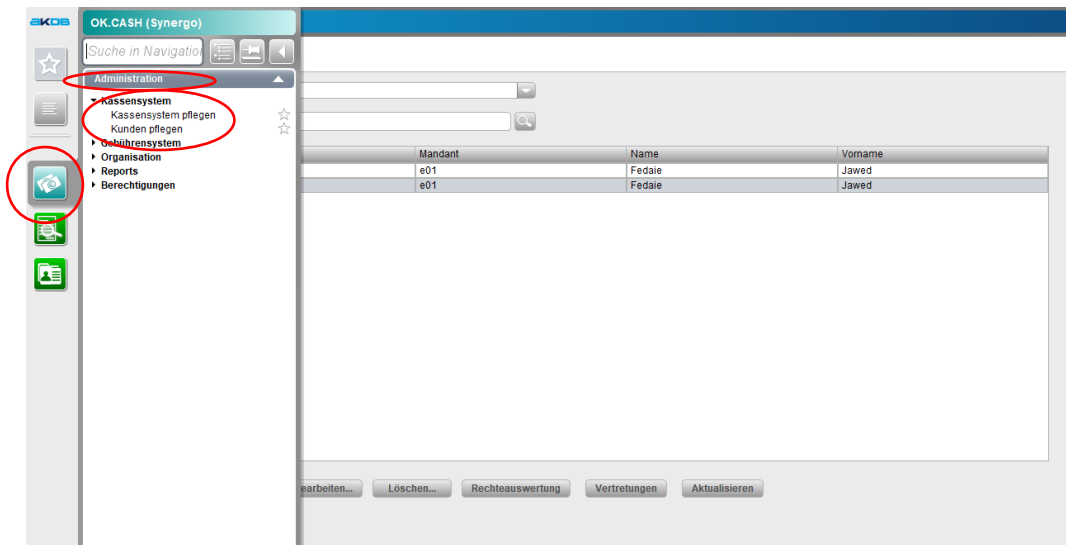 AKDB
OK.CASH (Synergo)
Suche in Navigation
Administration
Kassensystem
Kassensystem pflegen
Kunden pflegen
Gebührensystem
Organisation
Reports
Berechtigungen
Mandant Name Vorname
e01 Fedaie Jawed
e01 Fedaie Jawed
earbeiten... Löschen... Rechteauswertung Vertretungen Aktualisieren